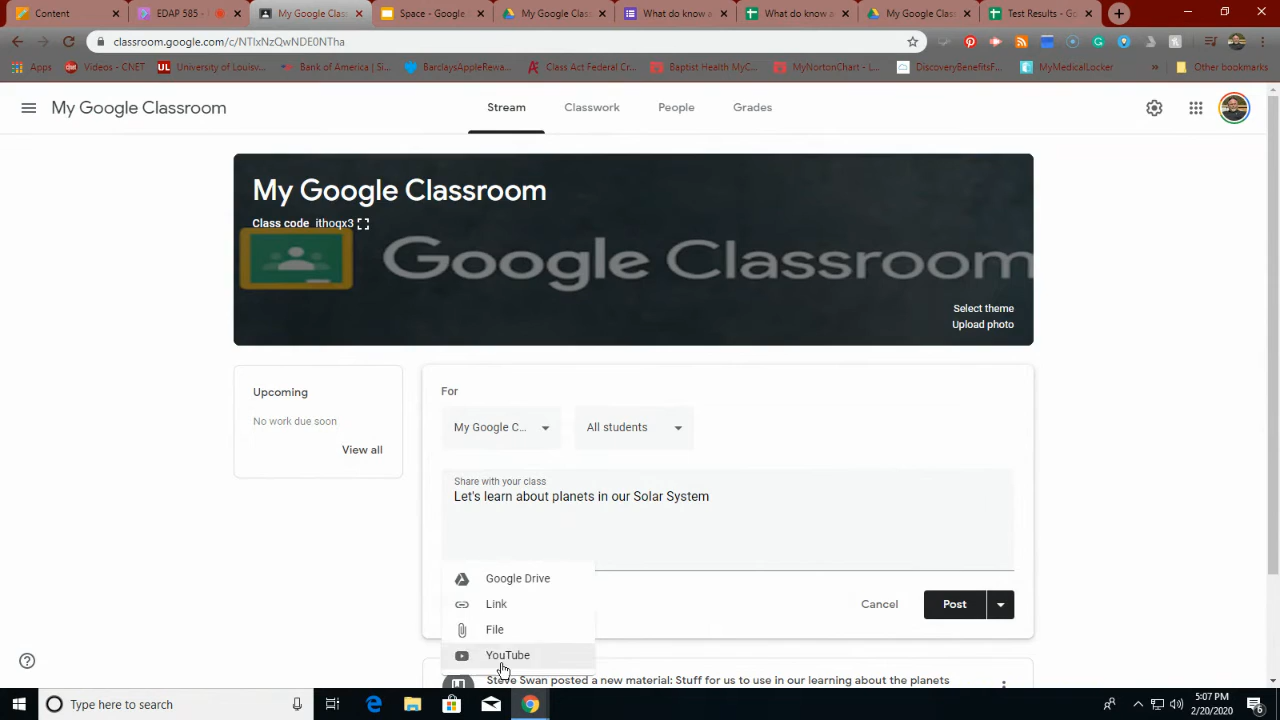 Content
EDAP 585 -
My Google Class
Space - Google
My Google Class
What do know a
What do know a
My Google Class
Test Results - Go
classroom.google.com/c/NTIxNzQwNDE0NTha
Apps
Videos - CNET
University of Louisv...
Bank of America | Si...
BarclaysAppleRewa...
Class Act Federal Cr...
Baptist Health MyC...
MyNortonChart - L...
DiscoveryBenefitsF...
MyMedicalLocker
»
Other bookmarks
My Google Classroom
Stream
Classwork
People
Grades
My Google Classroom
Class code ithoqx3
Google Classroom
Select theme
Upload photo
Upcoming
No work due soon
View all
For
My Google C...
All students
Share with your class
Let's learn about planets in our Solar System
Google Drive
Link
File
YouTube
Cancel
Post
Steve Swan posted a new material: Stuff for us to use in our learning about the planets
Type here to search
5:07 PM
2/20/2020
6